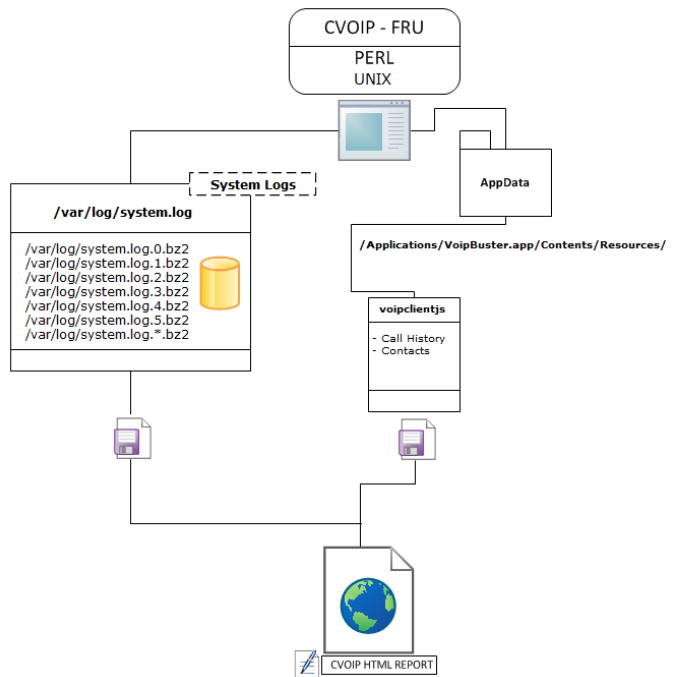 CVOIP - FRU
PERL
UNIX
System Logs
/var/log/system.log
/var/log/system.log.0.bz2
/var/log/system.log.1.bz2
/var/log/system.log.2.bz2
/var/log/system.log.3.bz2
/var/log/system.log.4.bz2
/var/log/system.log.5.bz2
/var/log/system.log.*.bz2
AppData
/Applications/VoipBuster.app/Contents/Resources/
voipclientjs
- Call History
- Contacts
CVOIP HTML REPORT